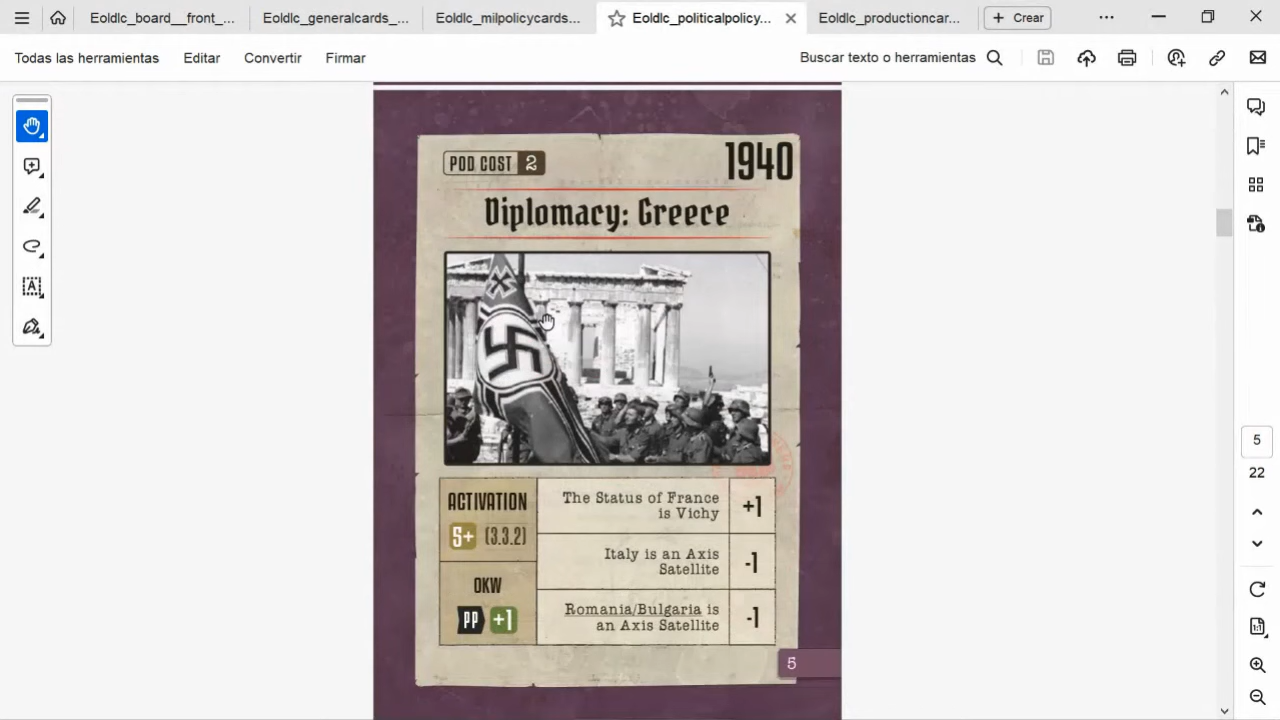 Eoldlc_board__front_...
Eoldlc_generalcards_...
Eoldlc_milpolicycards...
Eoldlc_politicalpolicy...
Eoldlc_productioncar...
Crear
Todas las herramientas
Editar
Convertir
Firmar
Buscar texto o herramientas
POD COST 2
1940
Diplomacy: Greece
ACTIVATION
5+ (3.3.2)
The Status of France
is Vichy
+1
Italy is an Axis
Satellite
-1
OKW
PP +1
Romania/Bulgaria is
an Axis Satellite
-1
5
5
22